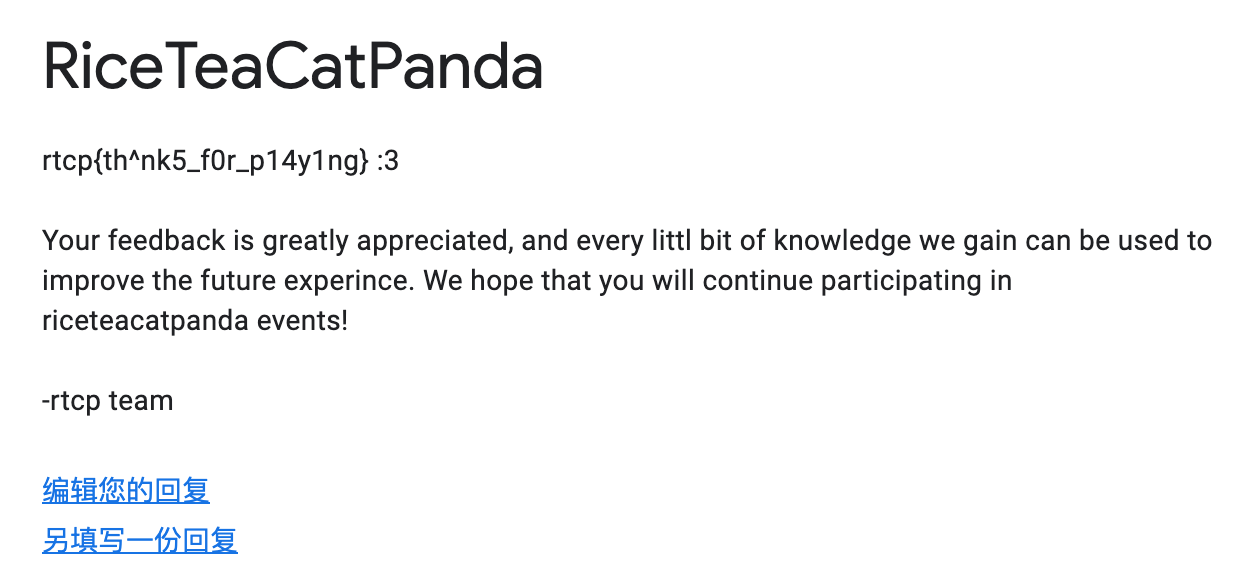 RiceTeaCatPanda
rtcp{th^nk5_f0r_p14y1ng} :3
Your feedback is greatly appreciated, and every littl bit of knowledge we gain can be used to
improve the future experince. We hope that you will continue participating in
riceteacatpanda events!
-rtcp team
编辑您的回复
另填写一份回复